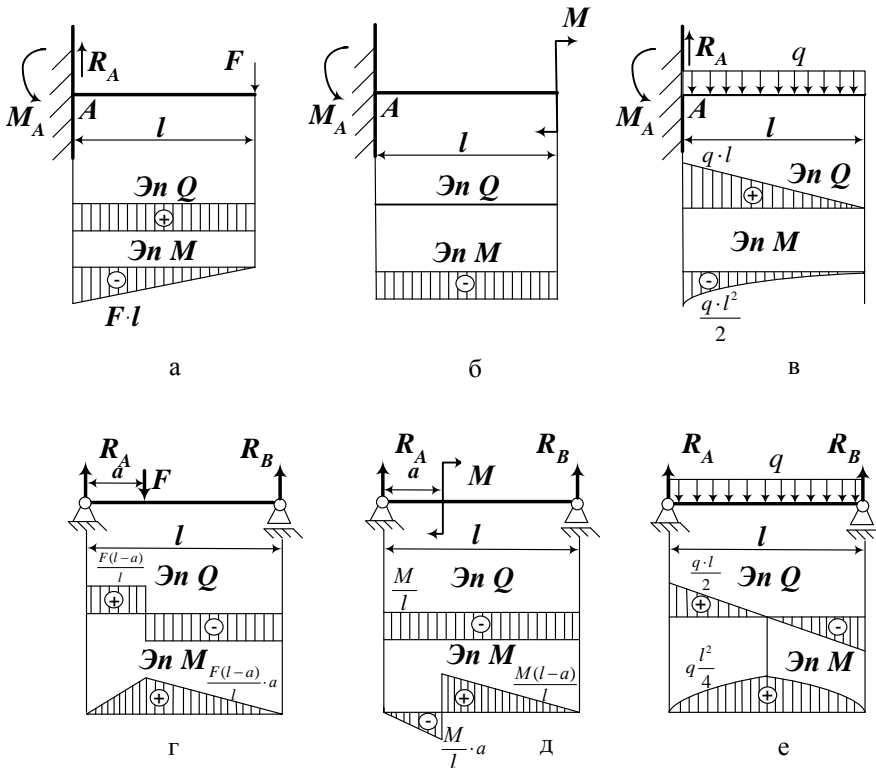 R_A
F
M_A
A
l
Эп Q
+
Эп M
-
F·l
а
M
M_A
A
l
Эп Q
Эп M
-
б
R_A
q
M_A
A
l
q·l
Эп Q
+
Эп M
-
q·l²/2
в
R_A
R_B
a
F
l
F(l-a)/l
Эп Q
+
-
Эп M
F(l-a)/l·a
+
г
R_A
R_B
a
M
l
M/l
Эп Q
-
Эп M
M(l-a)/l
+
-
M/l·a
д
R_A
R_B
q
l
q·l/2
Эп Q
+
-
q l²/4
Эп M
+
е